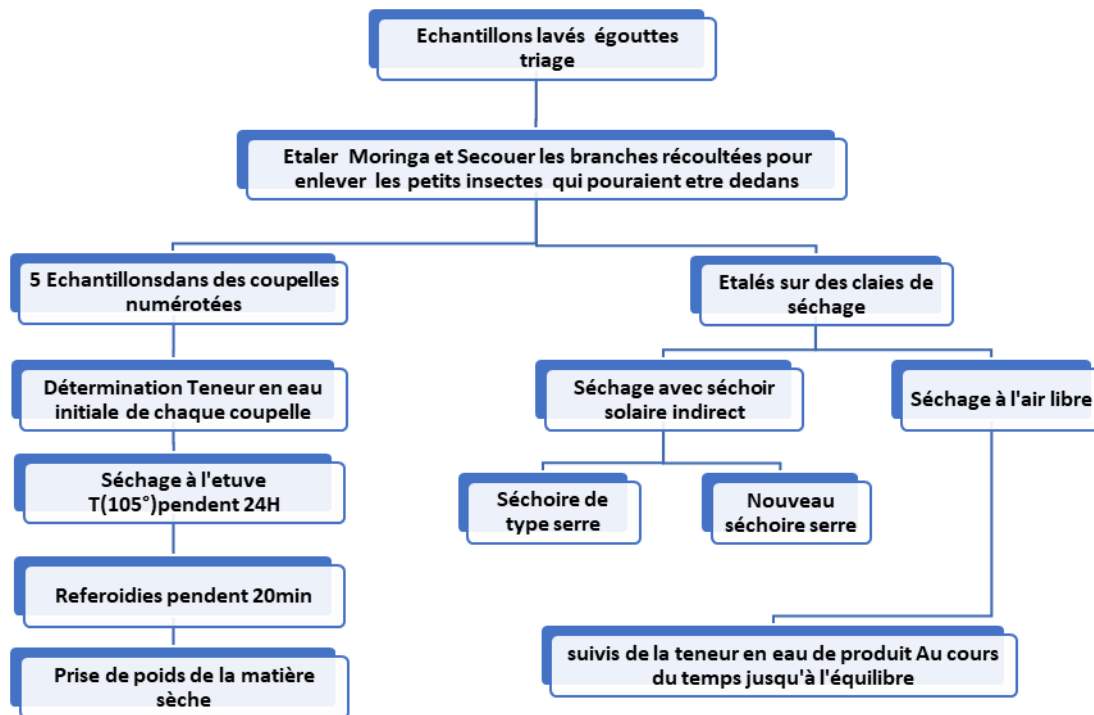 Echantillons lavés égouttes
triage
Etaler Moringa et Secouer les branches récoultées pour
enlever les petits insectes qui pouraient etre dedans
5 Echantillonsdans des coupelles
numérotées
Détermination Teneur en eau
initiale de chaque coupelle
Séchage à l'etuve
T(105°)pendent 24H
Referoidies pendent 20min
Prise de poids de la matière
sèche
Etalés sur des claies de
séchage
Séchage avec séchoir
solaire indirect
Séchoire de
type serre
Nouveau
séchoire serre
Séchage à l'air libre
suivis de la teneur en eau de produit Au cours
du temps jusqu'à l'équilibre